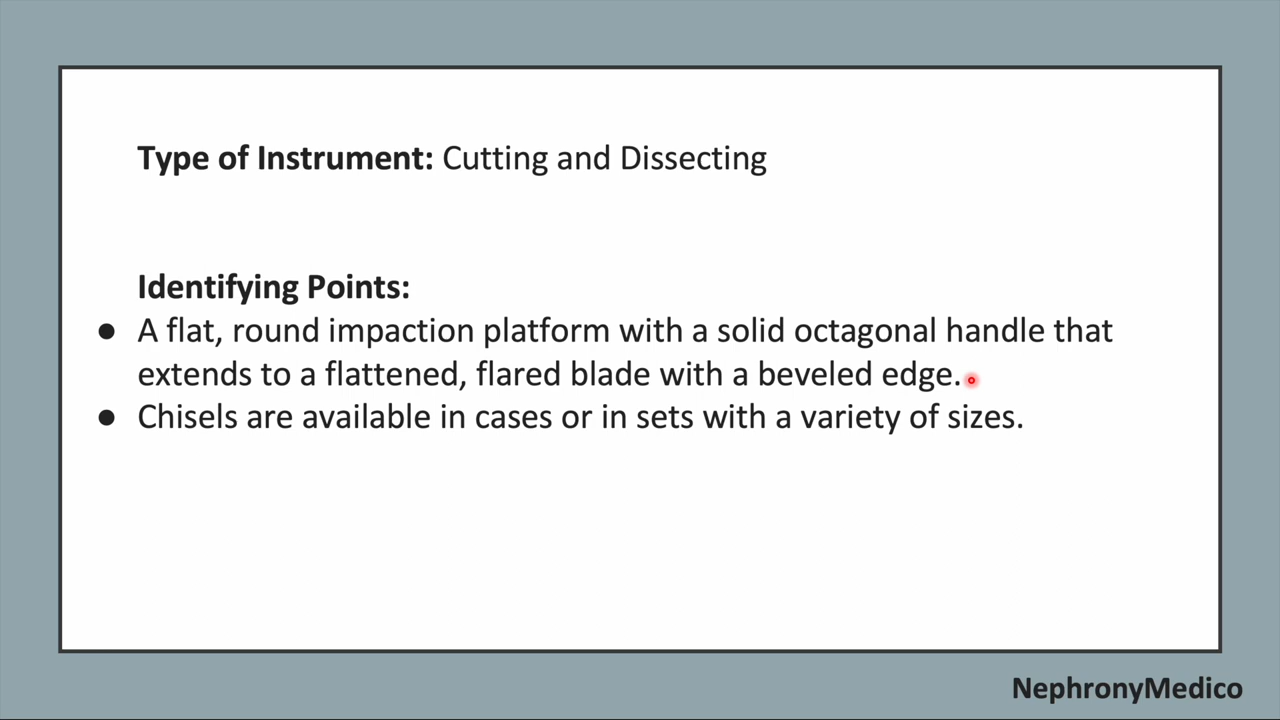 Type of Instrument: Cutting and Dissecting
Identifying Points:
● A flat, round impaction platform with a solid octagonal handle that
extends to a flattened, flared blade with a beveled edge.
● Chisels are available in cases or in sets with a variety of sizes.
NephronyMedico